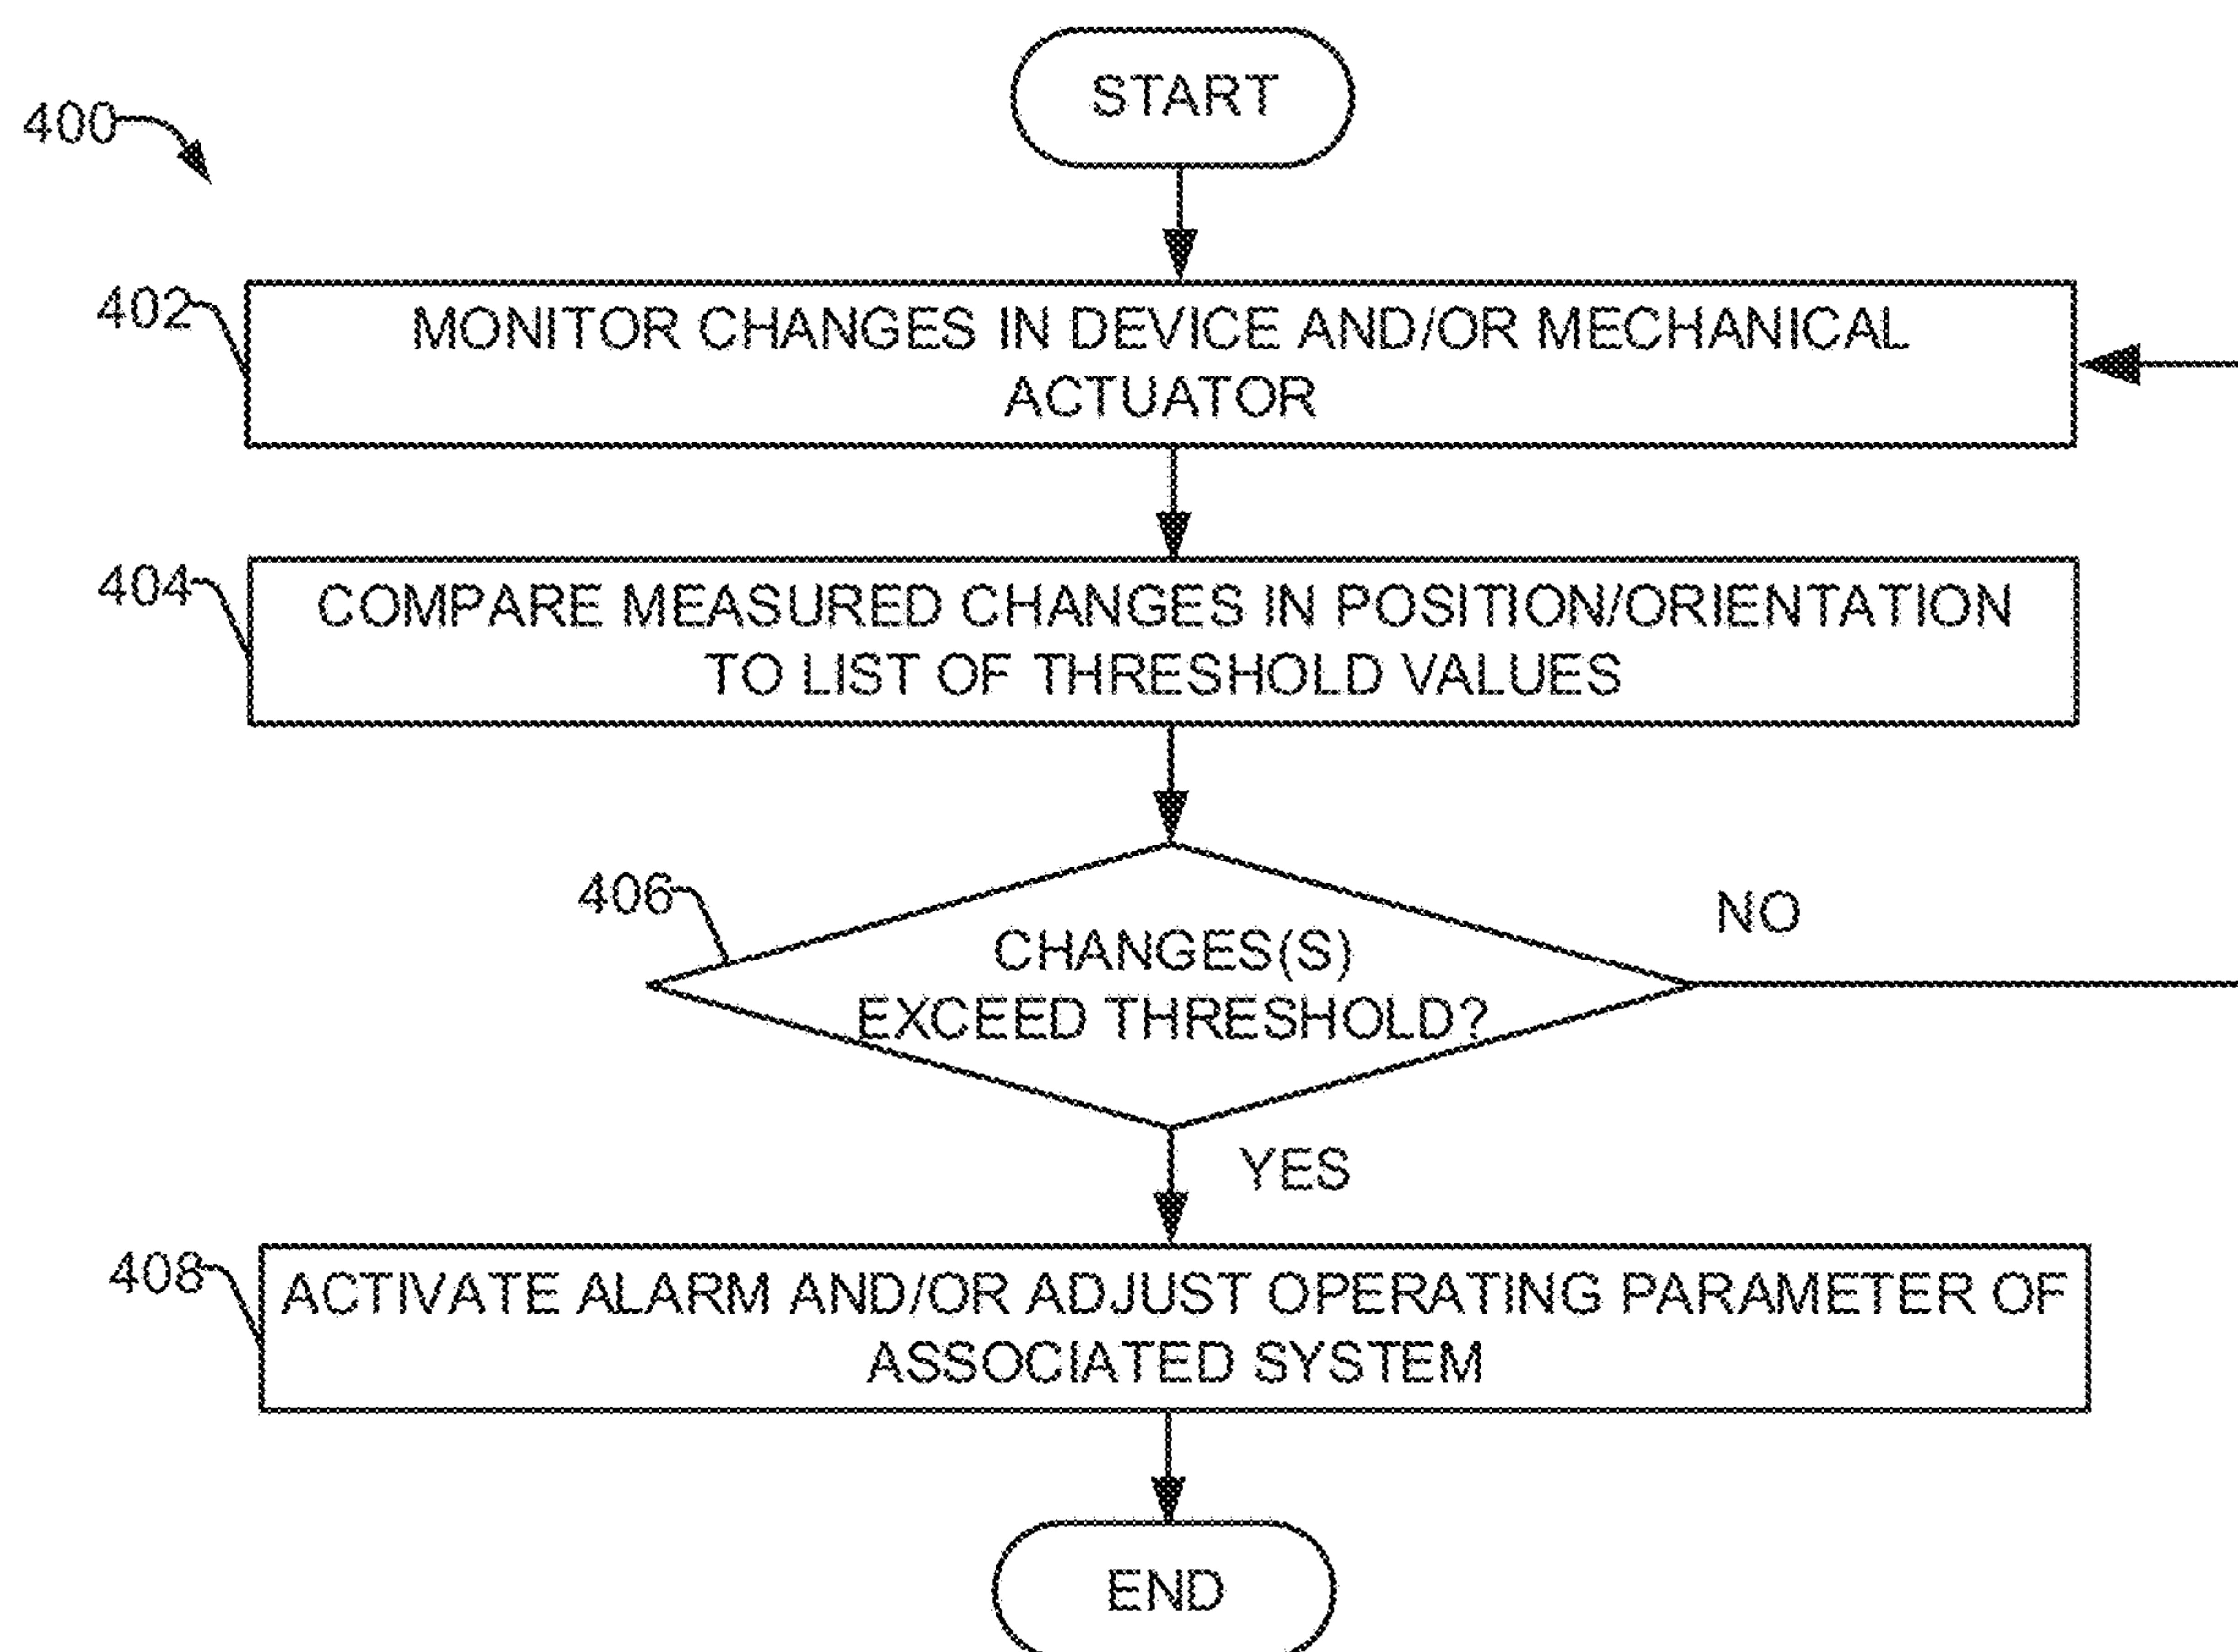 START
400
402
MONITOR CHANGES IN DEVICE AND/OR MECHANICAL
ACTUATOR
404
COMPARE MEASURED CHANGES IN POSITION/ORIENTATION
TO LIST OF THRESHOLD VALUES
406
NO
CHANGES(S)
EXCEED THRESHOLD?
YES
408
ACTIVATE ALARM AND/OR ADJUST OPERATING PARAMETER OF
ASSOCIATED SYSTEM
END